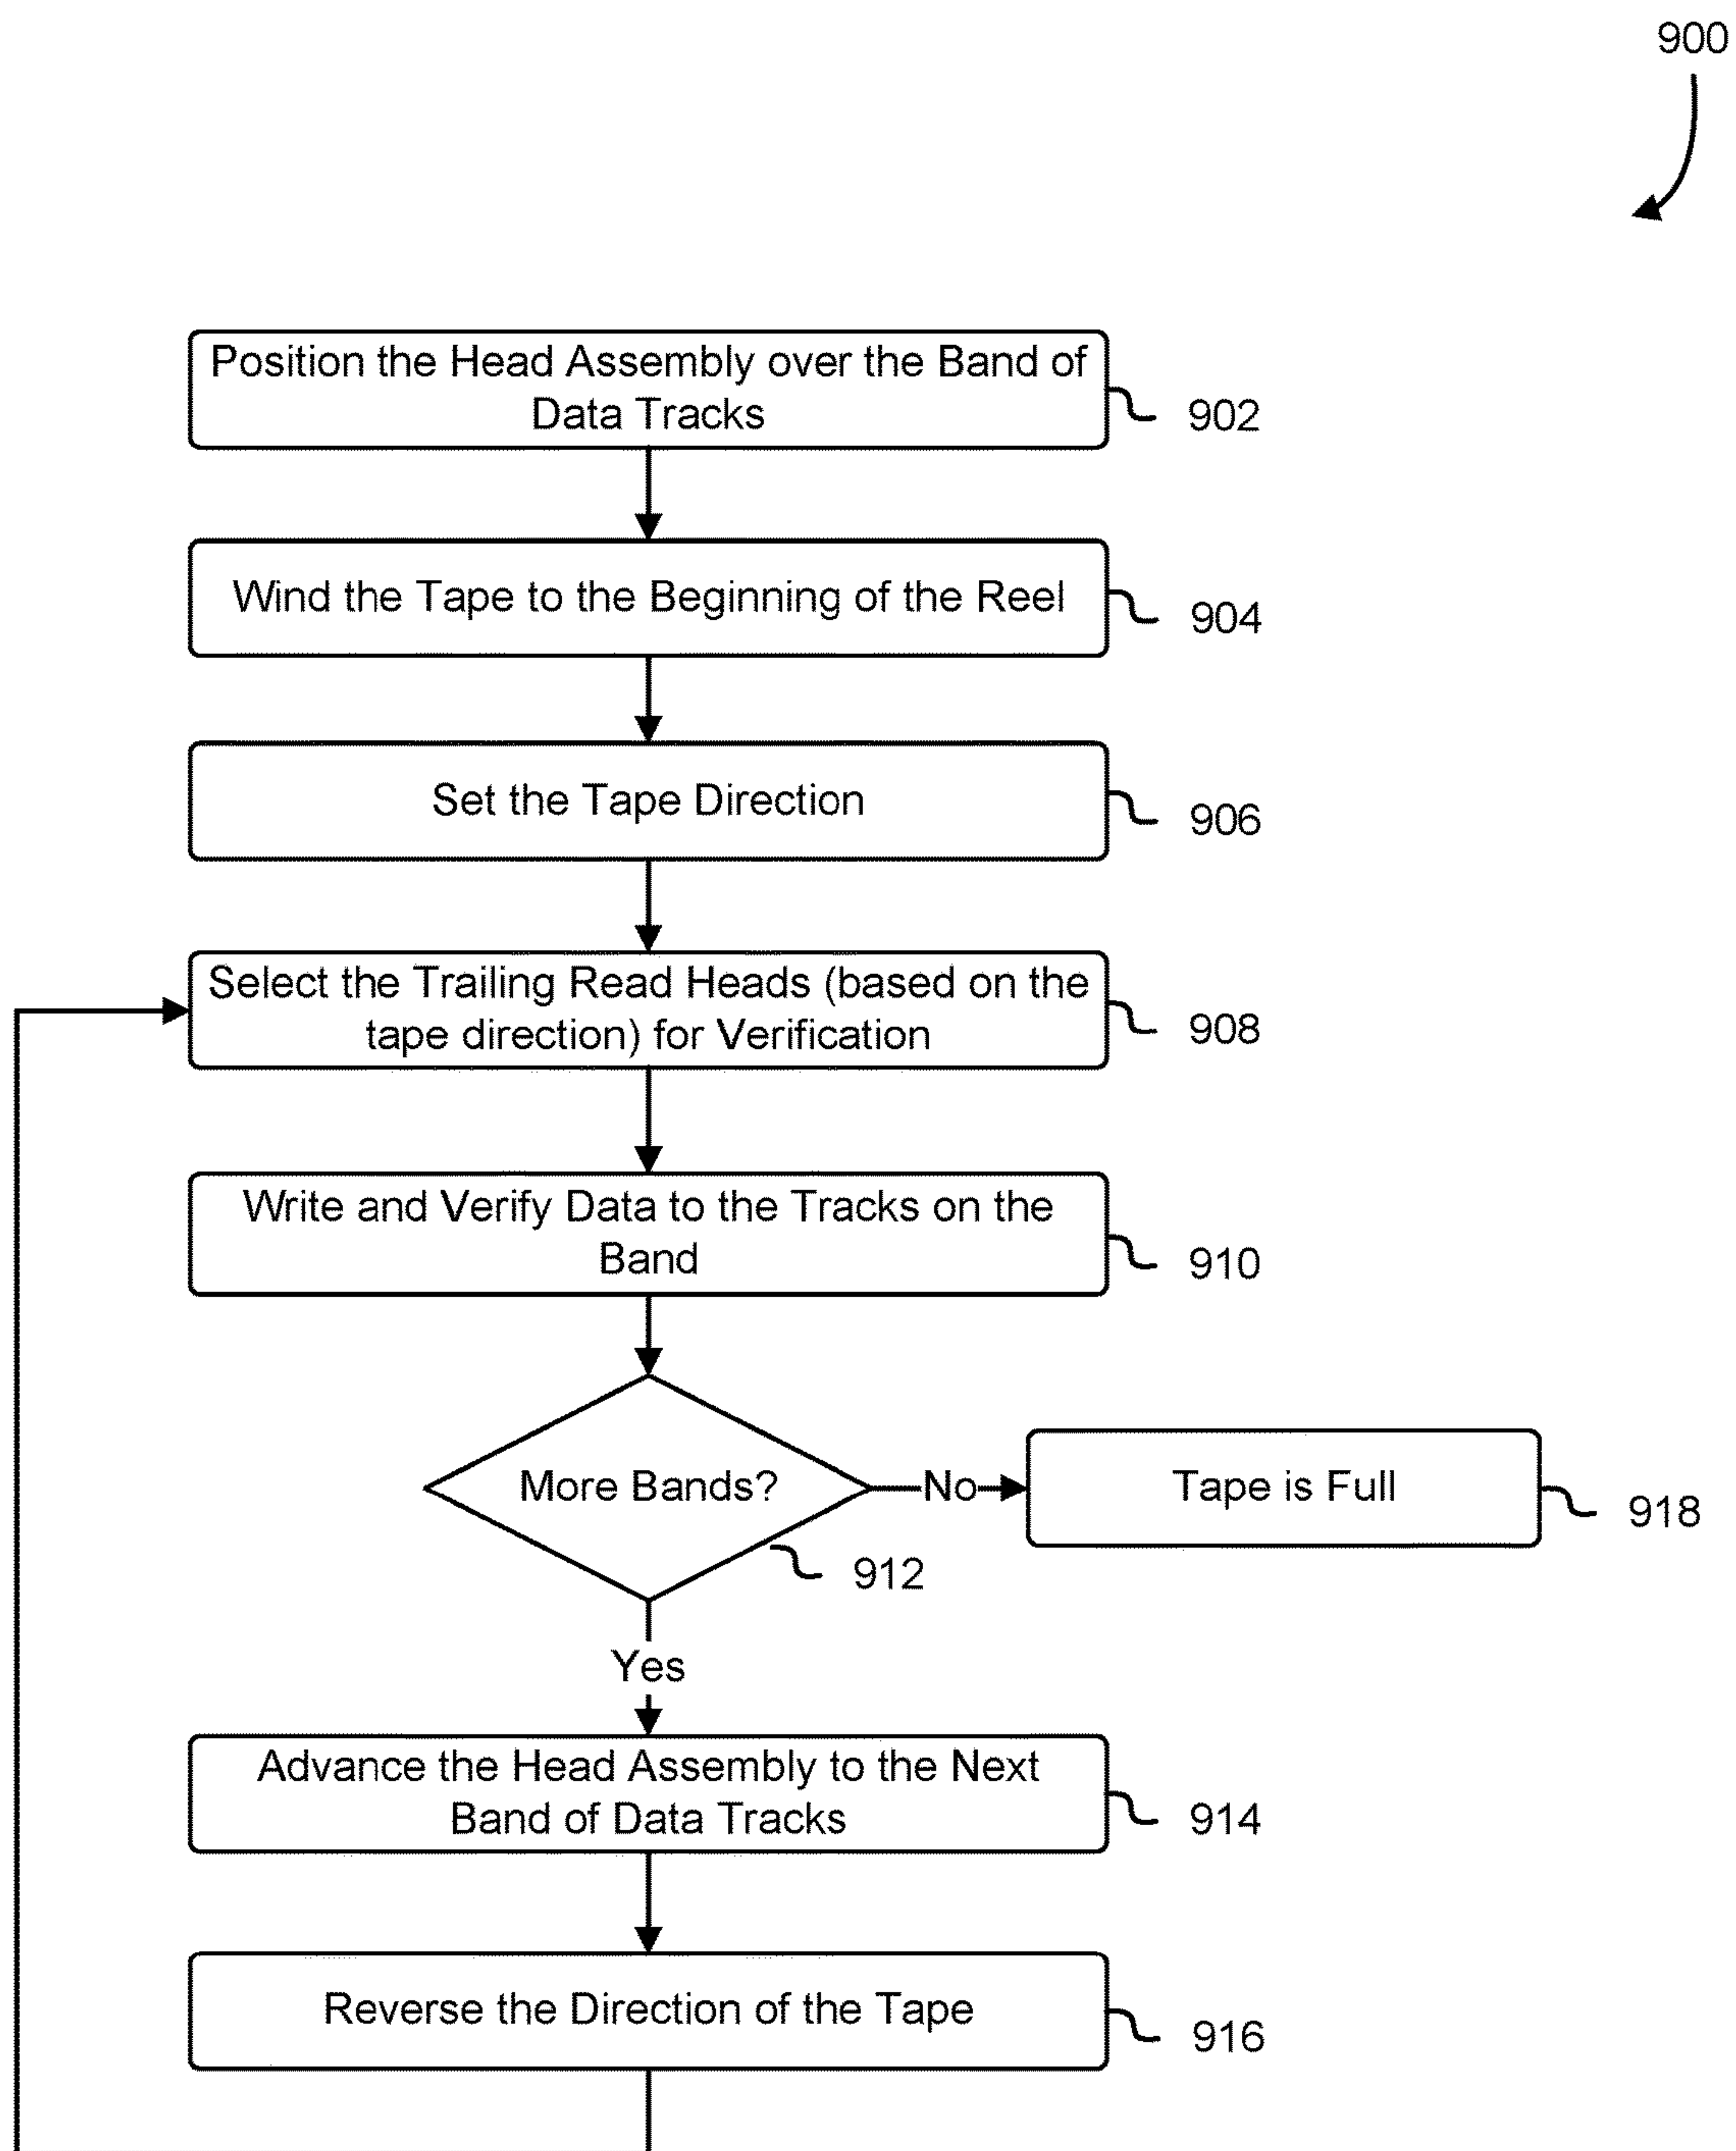 900
Position the Head Assembly over the Band of
Data Tracks
902
Wind the Tape to the Beginning of the Reel
904
Set the Tape Direction
906
Select the Trailing Read Heads (based on the
tape direction) for Verification
908
Write and Verify Data to the Tracks on the
Band
910
More Bands?
912
No
Tape is Full
918
Yes
Advance the Head Assembly to the Next
Band of Data Tracks
914
Reverse the Direction of the Tape
916